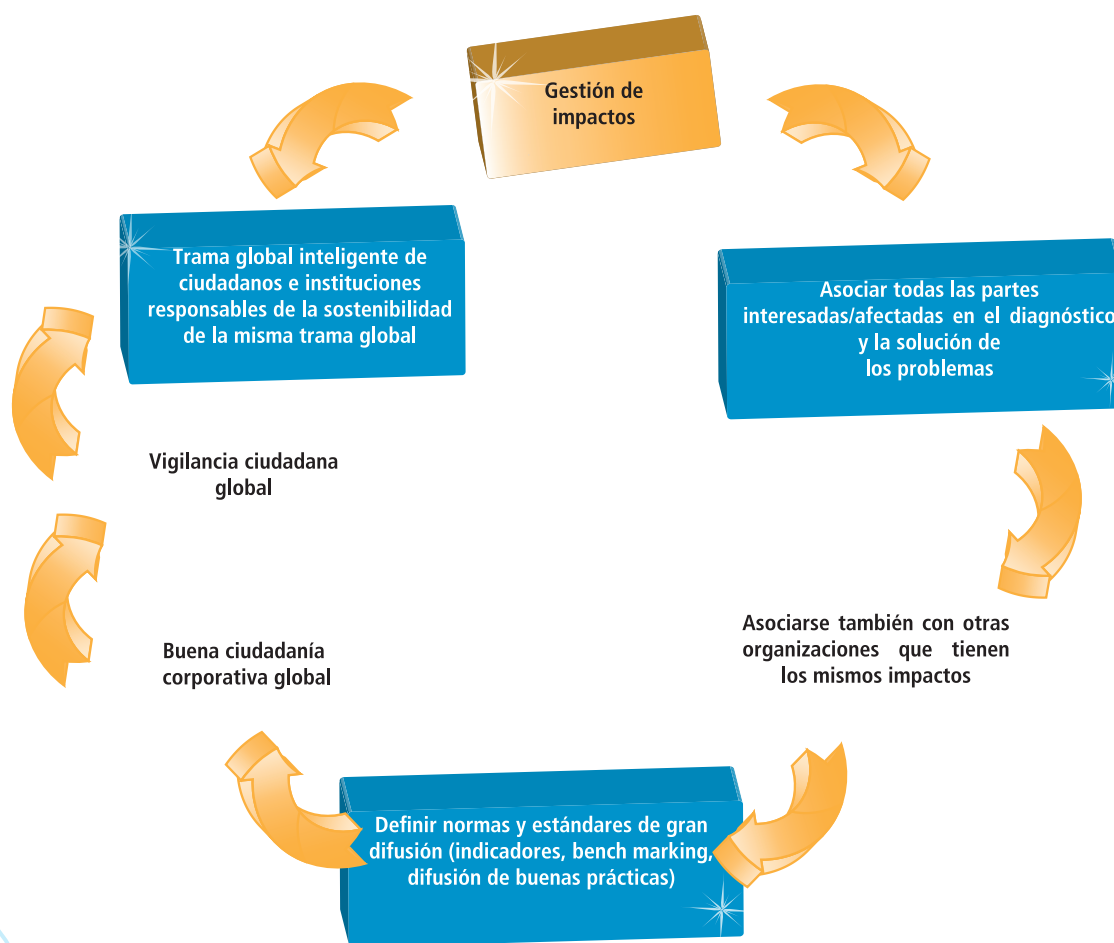 Gestión de
impactos
Trama global inteligente de
ciudadanos e instituciones
responsables de la sostenibilidad
de la misma trama global
Asociar todas las partes
interesadas/afectadas en el diagnóstico
y la solución de
los problemas
Vigilancia ciudadana
global
Asociarse también con otras
organizaciones que tienen
los mismos impactos
Buena ciudadanía
corporativa global
Definir normas y estándares de gran
difusión (indicadores, bench marking,
difusión de buenas prácticas)